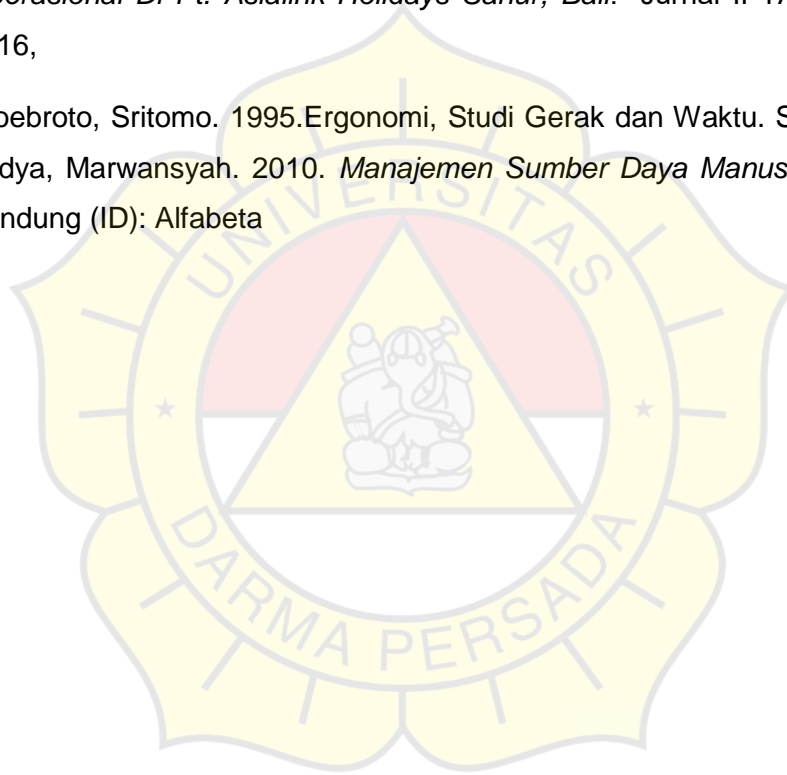 erasional Di Pt. Asialink Holidays Sanur, Bali.
16,
oebroto, Sritomo. 1995.Ergonomi, Studi Gerak dan Waktu. S
dya, Marwansyah. 2010. Manajemen Sumber Daya Manus
ndung (ID): Alfabeta
UNIVERSITAS
DARMA PERSADA